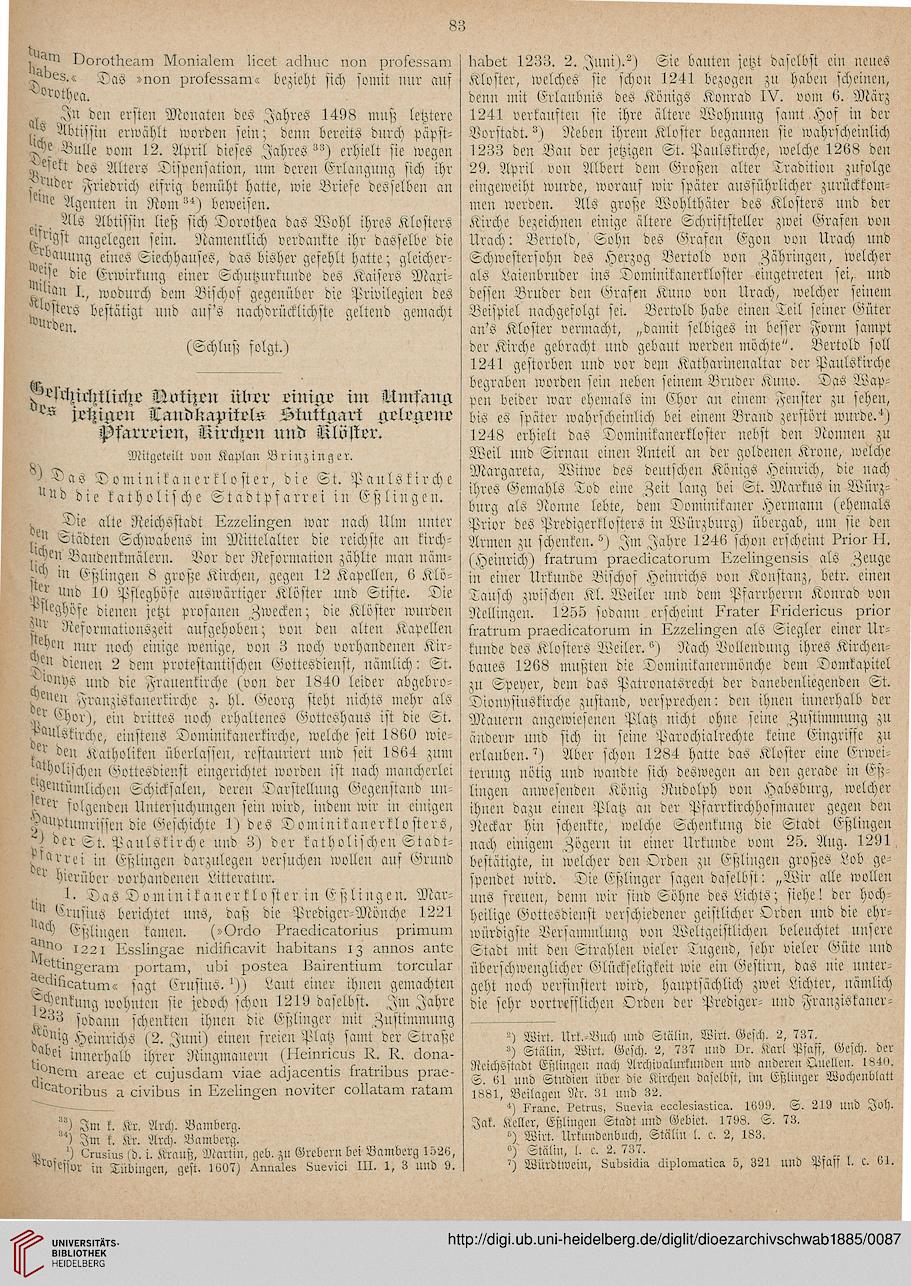 83
tuam Dorotheam Monialem licet adhuc non professam
habes.« Das »non professam« bezieht sich somit nur auf
Dorothea.
In den ersten Monaten des Jahres 1498 muß letztere
als Äbtissin erwählt worden sein; denn bereits durch päpst-
liche Bulle vom 12. April dieses Jahres ³³) erhielt sie wegen
Defekt des Alters Dispensation, um deren Erlangung sich ihr
Bruder Friedrich eifrig bemüht hatte, wie Briefe desselben an
seine Agenten in Rom ³⁴) beweisen.
Als Äbtissin ließ sich Dorothea das Wohl ihres Klosters
eifrigst angelegen sein. Namentlich verdankte ihr dasselbe die
Erbauung eines Siechhauses, das bisher gefehlt hatte; gleicher-
weise die Erwirkung einer Schutzurkunde des Kaisers Maxi-
milian I., wodurch dem Bischof gegenüber die Privilegien des
Klosters bestätigt und auf's nachdrücklichste geltend gemacht
wurden.
(Schluß folgt.)
Geschichtliche Notizen über einige im Umfang
des jetzigen Landkapitels Stuttgart gelegene
Pfarreien, Kirchen und Klöster.
Mitgeteilt von Kaplan Brinzinger.
8) Das Dominikanerkloster, die St. Paulskirche
und die katholische Stadtpfarrei in Eßlingen.
Die alte Reichsstadt Ezzelingen war nach Ulm unter
den Städten Schwabens im Mittelalter die reichste an kirch-
lichen Baudenkmälern. Vor der Reformation zählte man näm-
lich in Eßlingen 8 große Kirchen, gegen 12 Kapellen, 6 Klö-
ster und 10 Pfleghöfe auswärtiger Klöster und Stifte. Die
Pfleghöfe dienen jetzt profanen Zwecken; die Klöster wurden
zur Reformationszeit aufgehoben; von den alten Kapellen
stehen nur noch einige wenige, von 3 noch vorhandenen Kir-
chen dienen 2 dem protestantischen Gottesdienst, nämlich: St.
Dionys und die Frauenkirche (von der 1840 leider abgebro-
chenen Franziskanerkirche z. hl. Georg steht nichts mehr als
der Chor), ein drittes noch erhaltenes Gotteshaus ist die St.
Paulskirche, einstens Dominikanerkirche, welche seit 1860 wie-
der den Katholiken überlassen, restauriert und seit 1864 zum
katholischen Gottesdienst eingerichtet worden ist nach mancherlei
eigentümlichen Schicksalen, deren Darstellung Gegenstand un-
serer folgenden Untersuchungen sein wird, indem wir in einigen
Hauptumrissen die Geschichte 1) des Dominikanerklosters,
2) der St. Paulskirche und 3) der katholischen Stadt-
pfarrei in Eßlingen darzulegen versuchen wollen auf Grund
der hierüber vorhandenen Litteratur.
1. Das Dominikanerkloster in Eßlingen. Mar-
tin Crusius berichtet uns, daß die Prediger-Mönche 1221
nach Eßlingen kamen. (»Ordo Praedicatorius primum
anno 1221 Esslingae nidificavit habitans 13 annos ante
Mettingeram portam, ubi postea Bairentium torcular
aedificatum« sagt Crusius. ¹)) Laut einer ihnen gemachten
Schenkung wohnten sie jedoch schon 1219 daselbst. Im Jahre
1233 sodann schenkten ihnen die Eßlinger mit Zustimmung
König Heinrichs (2. Juni) einen freien Platz samt der Straße
dabei innerhalb ihrer Ringmauern (Heinricus R. R. dona-
tionem areae et cujusdam viae adjacentis fratribus prae-
dicatoribus a civibus in Ezelingen noviter collatam ratam
³³) Im k. Kr. Arch. Bamberg.
³⁴) Im k. Kr. Arch. Bamberg.
¹) Crusius (d. i. Krauß, Martin, geb. zu Grebern bei Bamberg 1526,
Professor in Tübingen, gest. 1607) Annales Suevici III. 1, 3 und 9.
habet 1233. 2. Juni).²) Sie bauten jetzt daselbst ein neues
Kloster, welches sie schon 1241 bezogen zu haben scheinen,
denn mit Erlaubnis des Königs Konrad IV. vom 6. März
1241 verkauften sie ihre ältere Wohnung samt Hof in der
Vorstadt. ³) Neben ihrem Kloster begannen sie wahrscheinlich
1233 den Bau der jetzigen St. Paulskirche, welche 1268 den
29. April von Albert dem Großen alter Tradition zufolge
eingeweiht wurde, worauf wir später ausführlicher zurückkom-
men werden. Als große Wohlthäter des Klosters und der
Kirche bezeichnen einige ältere Schriftsteller zwei Grafen von
Urach: Bertold, Sohn des Grafen Egon von Urach und
Schwestersohn des Herzog Bertold von Zähringen, welcher
als Laienbruder ins Dominikanerkloster eingetreten sei, und
dessen Bruder den Grafen Kuno von Urach, welcher seinem
Beispiel nachgefolgt sei. Bertold habe einen Teil seiner Güter
an's Kloster vermacht, „damit selbiges in besser Form sampt
der Kirche gebracht und gebaut werden möchte". Bertold soll
1241 gestorben und vor dem Katharinenaltar der Paulskirche
begraben worden sein neben seinem Bruder Kuno. Das Wap-
pen beider war ehemals im Chor an einem Fenster zu sehen,
bis es später wahrscheinlich bei einem Brand zerstört wurde.⁴)
1248 erhielt das Dominikanerkloster nebst den Nonnen zu
Weil und Sirnau einen Anteil an der goldenen Krone, welche
Margareta, Witwe des deutschen Königs Heinrich, die nach
ihres Gemahls Tod eine Zeit lang bei St. Markus in Würz-
burg als Nonne lebte, dem Dominikaner Hermann (ehemals
Prior des Predigerklosters in Würzburg) übergab, um sie den
Armen zu schenken. ⁵) Im Jahre 1246 schon erscheint Prior H.
(Heinrich) fratrum praedicatorum Ezelingensis als Zeuge
in einer Urkunde Bischof Heinrichs von Konstanz, betr. einen
Tausch zwischen Kl. Weiler und dem Pfarrherrn Konrad von
Nellingen. 1255 sodann erscheint Frater Fridericus prior
fratrum praedicatorum in Ezzelingen als Siegler einer Ur-
kunde des Klosters Weiler. ⁶) Nach Vollendung ihres Kirchen-
baues 1268 mußten die Dominikanermönche dem Domkapitel
zu Speyer, dem das Patronatsrecht der danebenliegenden St.
Dionysiuskirche zustand, versprechen: den ihnen innerhalb der
Mauern angewiesenen Platz nicht ohne seine Zustimmung zu
ändern und sich in seine Parochialrechte keine Eingriffe zu
erlauben. ⁷) Aber schon 1284 hatte das Kloster eine Erwei-
terung nötig und wandte sich deswegen an den gerade in Eß-
lingen anwesenden König Rudolph von Habsburg, welcher
ihnen dazu einen Platz an der Pfarrkirchhofmauer gegen den
Neckar hin schenkte, welche Schenkung die Stadt Eßlingen
nach einigem Zögern in einer Urkunde vom 25. Aug. 1291
bestätigte, in welcher den Orden zu Eßlingen großes Lob ge-
spendet wird. Die Eßlinger sagen daselbst: „Wir alle wollen
uns freuen, denn wir sind Söhne des Lichts; siehe! der hoch-
heilige Gottesdienst verschiedener geistlicher Orden und die ehr-
würdigste Versammlung von Weltgeistlichen beleuchtet unsere
Stadt mit den Strahlen vieler Tugend, sehr vieler Güte und
überschwenglicher Glückseligkeit wie ein Gestirn, das nie unter-
geht noch verfinstert wird, hauptsächlich zwei Lichter, nämlich
die sehr vortrefflichen Orden der Prediger- und Franziskaner-
²) Wirt. Urk.-Buch und Stälin, Wirt. Gesch. 2, 737.
³) Stälin, Wirt. Gesch. 2, 737 und Dr. Karl Pfaff, Gesch. der
Reichsstadt Eßlingen nach Archivalurkunden und anderen Quellen. 1840.
S. 61 und Studien über die Kirchen daselbst, im Eßlinger Wochenblatt
1881, Beilagen Nr. 31 und 32.
⁴) Franc. Petrus, Suevia ecclesiastica. 1699. S. 219 und Joh.
Jak. Keller, Eßlingen Stadt und Gebiet. 1798. S. 73.
⁵) Wirt. Urkundenbuch, Stälin l. c. 2, 183.
⁶) Stälin, l. c. 2. 737.
⁷) Würdtwein, Subsidia diplomatica 5, 321 und Pfaff l. c. 61.
UNIVERSITÄTS-
BIBLIOTHEK
HEIDELBERG
http://digi.ub.uni-heidelberg.de/diglit/dioezarchivschwab1885/0087